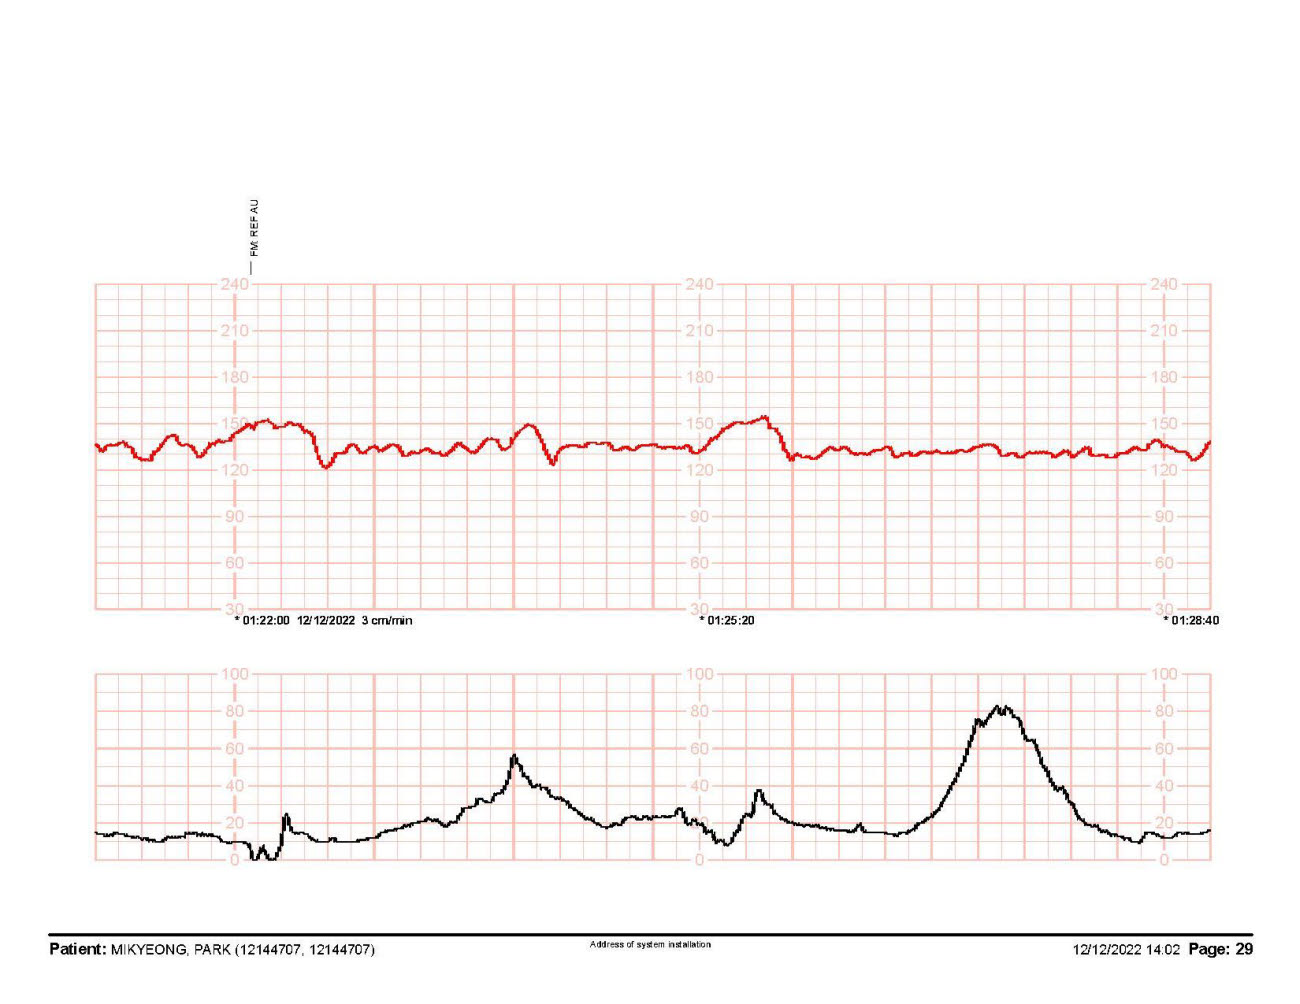 FM: REF AU
240 240 240
210 210 210
180 180 180
150 150 150
120 120 120
90 90 90
60 60 60
30 30 30
* 01:22:00 12/12/2022 3 cm/min * 01:25:20 * 01:28:40
100 100 100
80 80 80
60 60 60
40 40 40
20 20 20
0 0 0
Patient: MIKYEONG, PARK (12144707, 12144707) Address of system installation 12/12/2022 14:02 Page: 29